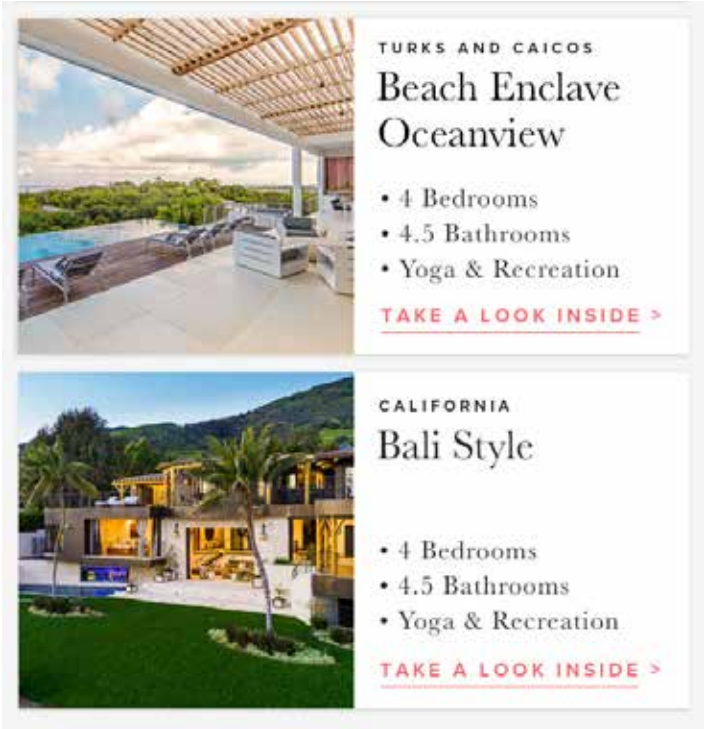 TURKS AND CAICOS
Beach Enclave
Oceanview
• 4 Bedrooms
• 4.5 Bathrooms
• Yoga & Recreation
TAKE A LOOK INSIDE >
CALIFORNIA
Bali Style
• 4 Bedrooms
• 4.5 Bathrooms
• Yoga & Recreation
TAKE A LOOK INSIDE >